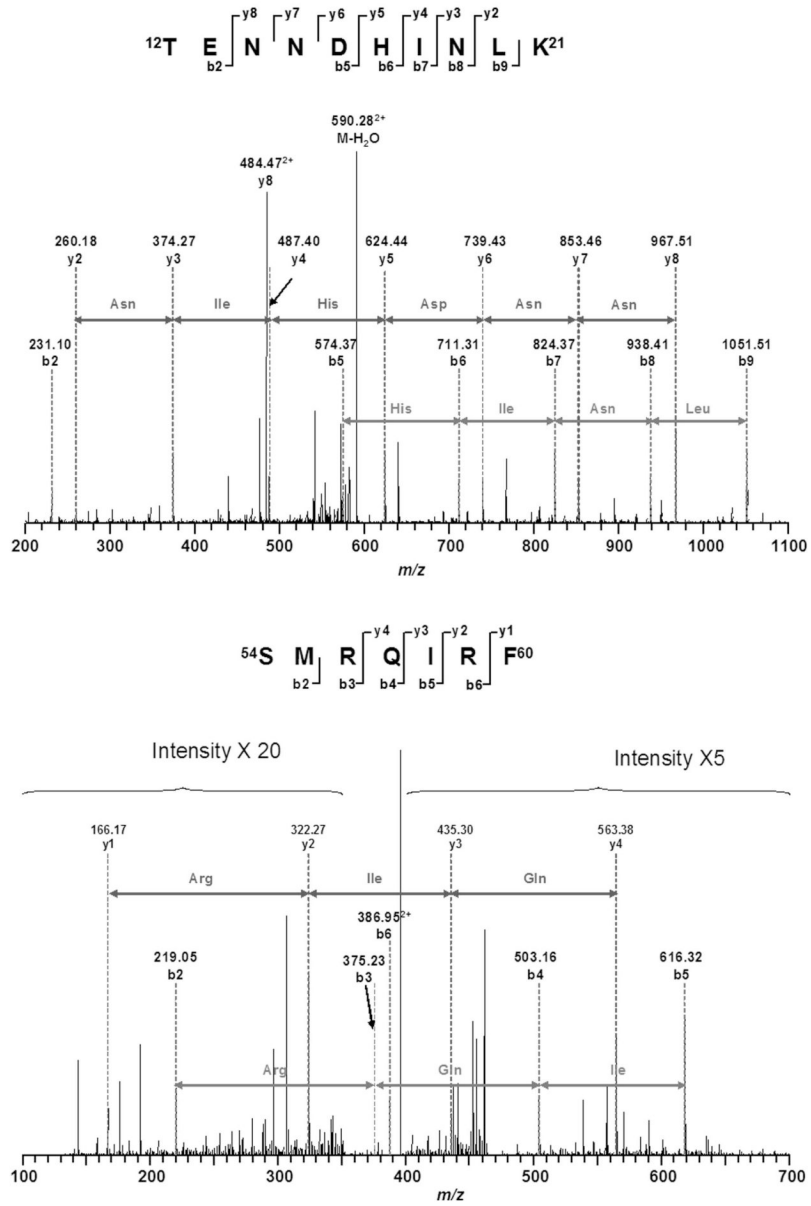 y8 y7 y6 y5 y4 y3 y2
12T E N N D H I N L K21
b2 b5 b6 b7 b8 b9
590.28²⁺
M-H₂O
484.47²⁺
y8
260.18 374.27 487.40 624.44 739.43 853.46 967.51
y2 y3 y4 y5 y6 y7 y8
Asn Ile His Asp Asn Asn
231.10 574.37 711.31 824.37 938.41 1051.51
b2 b5 b6 b7 b8 b9
His Ile Asn Leu
200 300 400 500 600 700 800 900 1000 1100
m/z
y4 y3 y2 y1
54S M R Q I R F60
b2 b3 b4 b5 b6
Intensity X 20 Intensity X5
166.17 322.27 435.30 563.38
y1 y2 y3 y4
Arg Ile Gln
386.95²⁺
b6
219.05 375.23 503.16 616.32
b2 b3 b4 b5
Arg Gln Ile
100 200 300 400 500 600 700
m/z